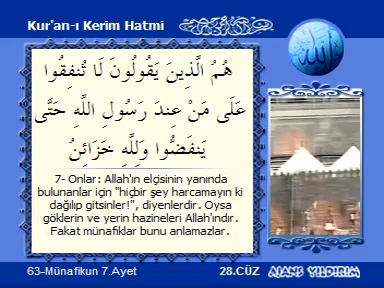 Kur'an-ı Kerim Hatmi
هُمُ الَّذِينَ يَقُولُونَ لَا تُنفِقُوا
عَلَى مَنْ عِندَ رَسُولِ اللَّهِ حَتَّى
يَنفَضُّوا وَلِلَّهِ خَزَائِنُ
7- Onlar: Allah'ın elçisinin yanında
bulunanlar için "hiçbir şey harcamayın ki
dağılıp gitsinler!", diyenlerdir. Oysa
göklerin ve yerin hazineleri Allah'ındır.
Fakat münafiklar bunu anlamazlar.
الله
63-Münafikun 7.Ayet
28.CÜZ
AJANS YILDIRIM